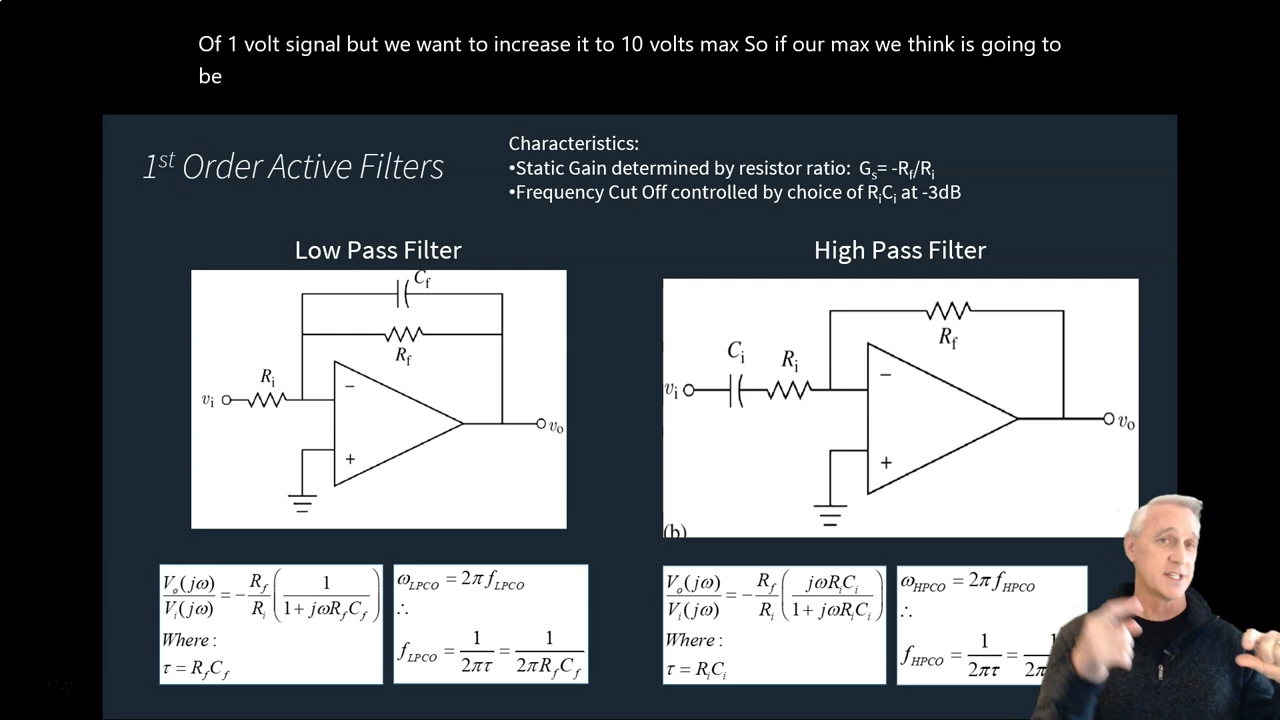 Of 1 volt signal but we want to increase it to 10 volts max So if our max we think is going to
be
1st Order Active Filters
Characteristics:
•Static Gain determined by resistor ratio: Gs= -Rf/Ri
•Frequency Cut Off controlled by choice of RiCi at -3dB
Low Pass Filter
High Pass Filter
Cf
Rf
Ri
vi
−
+
vo
Rf
Ci
Ri
vi
−
+
vo
(b)
Vo(jω)/Vi(jω) = −Rf/Ri (1/(1+jωRfCf))
Where:
τ = RfCf
ωLPCO = 2πfLPCO
∴
fLPCO = 1/2πτ = 1/2πRfCf
Vo(jω)/Vi(jω) = −Rf/Ri (jωRiCi/(1+jωRiCi))
Where:
τ = RiCi
ωHPCO = 2πfHPCO
∴
fHPCO = 1/2πτ =